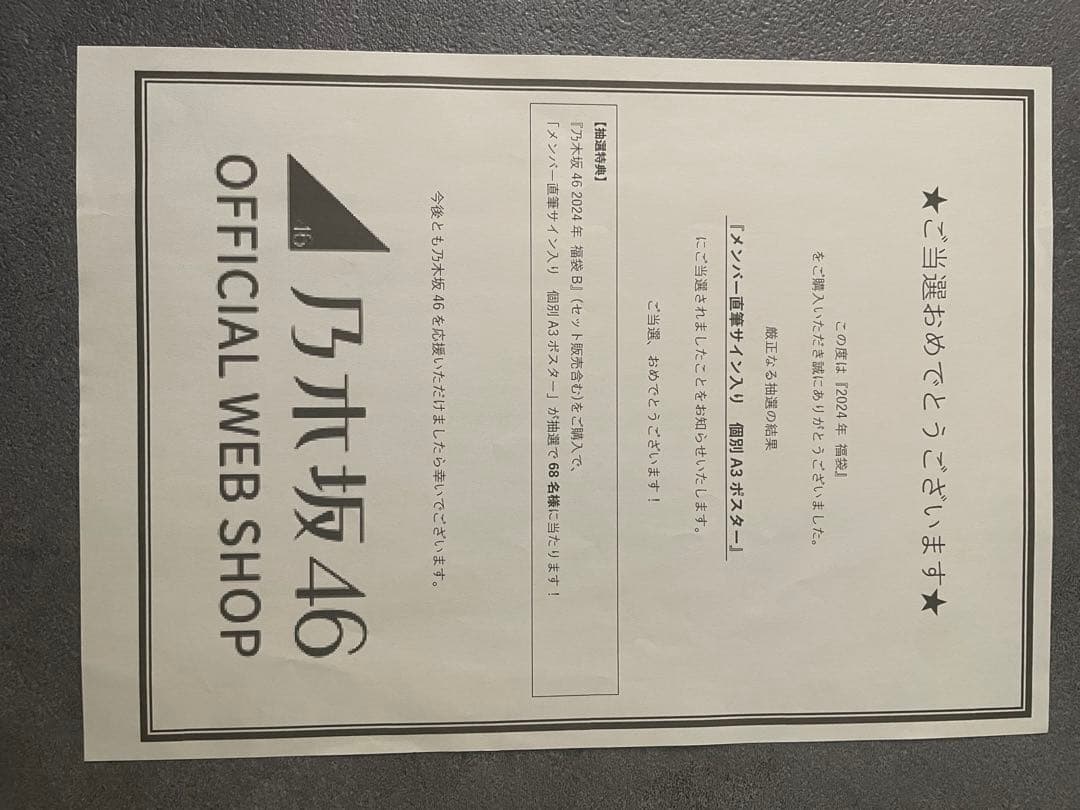 ★ご当選おめでとうございます★
この度は『2024年 福袋』
をご購入いただき誠にありがとうございました。
厳正なる抽選の結果
『メンバー直筆サイン入り 個別A3ポスター』
にご当選されましたことをお知らせいたします。
ご当選、おめでとうございます！
【抽選特典】
『乃木坂46 2024年 福袋B』(セット販売含む)をご購入で、
「メンバー直筆サイン入り 個別A3ポスター」が抽選で68名様に当たります！
今後とも乃木坂46を応援いただけましたら幸いでございます。
46
乃木坂46
OFFICIAL WEB SHOP